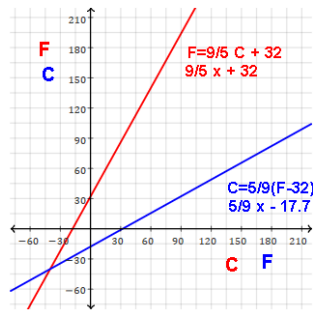 210
180
F
C
150
F=9/5 C + 32
9/5 x + 32
120
90
60
C=5/9(F-32)
5/9 x - 17.7
30
-60 -30 30 60 90 120 150 180 210
-30
C F
-60